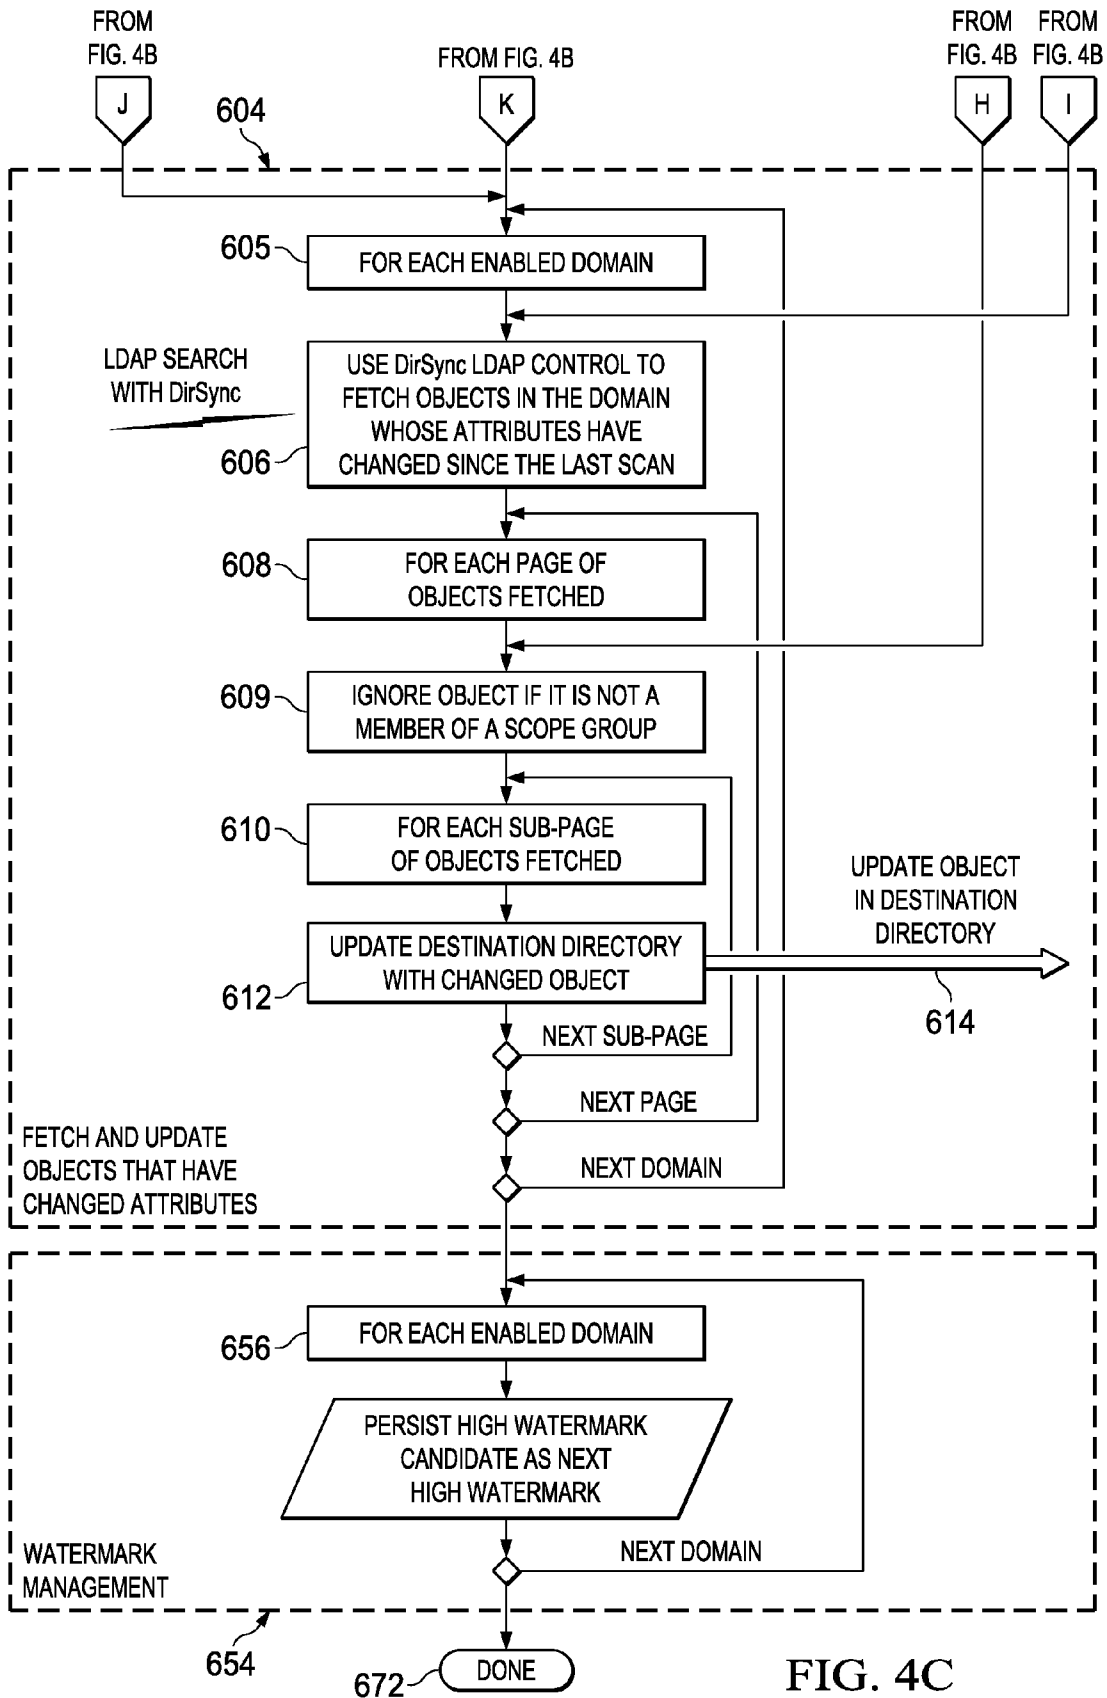 FROM
FIG. 4B
FROM FIG. 4B
FROM
FIG. 4B
FROM
FIG. 4B
J
K
H
I
604
605
FOR EACH ENABLED DOMAIN
LDAP SEARCH
WITH DirSync
USE DirSync LDAP CONTROL TO
FETCH OBJECTS IN THE DOMAIN
WHOSE ATTRIBUTES HAVE
CHANGED SINCE THE LAST SCAN
606
608
FOR EACH PAGE OF
OBJECTS FETCHED
609
IGNORE OBJECT IF IT IS NOT A
MEMBER OF A SCOPE GROUP
610
FOR EACH SUB-PAGE
OF OBJECTS FETCHED
UPDATE OBJECT
IN DESTINATION
DIRECTORY
UPDATE DESTINATION DIRECTORY
WITH CHANGED OBJECT
612
614
NEXT SUB-PAGE
NEXT PAGE
NEXT DOMAIN
FETCH AND UPDATE
OBJECTS THAT HAVE
CHANGED ATTRIBUTES
656
FOR EACH ENABLED DOMAIN
PERSIST HIGH WATERMARK
CANDIDATE AS NEXT
HIGH WATERMARK
NEXT DOMAIN
WATERMARK
MANAGEMENT
654
672
DONE
FIG. 4C